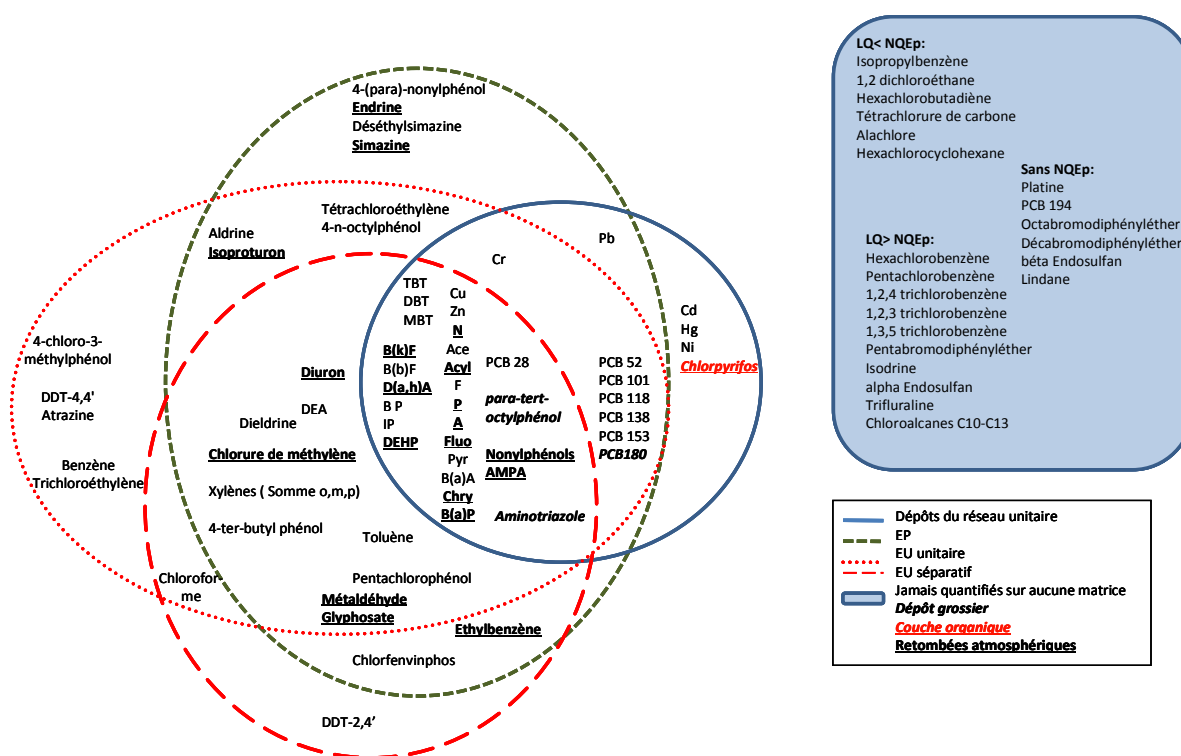 4-(para)-nonylphénol
Endrine
Déséthylsimazine
Simazine
Tétrachloroéthylène
4-n-octylphénol
Aldrine
Isoproturon
Pb
Cr
TBT
DBT
MBT
Cu
Zn
N
Ace
Acyl
F
P
A
Fluo
Pyr
B(a)A
Chry
B(a)P
B(k)F
B(b)F
D(a,h)A
B P
IP
DEHP
PCB 28
para-tert-
octylphénol
Nonylphénols
AMPA
Aminotriazole
PCB 52
PCB 101
PCB 118
PCB 138
PCB 153
PCB180
Cd
Hg
Ni
Chlorpyrifos
4-chloro-3-
méthylphénol
DDT-4,4'
Atrazine
Benzène
Trichloroéthylène
Diuron
DEA
Dieldrine
Chlorure de méthylène
Xylènes ( Somme o,m,p)
4-ter-butyl phénol
Toluène
Chlorofor-
me
Pentachlorophénol
Métaldéhyde
Glyphosate
Ethylbenzène
Chlorfenvinphos
DDT-2,4’
LQ< NQEp:
Isopropylbenzène
1,2 dichloroéthane
Hexachlorobutadiène
Tétrachlorure de carbone
Alachlore
Hexachlorocyclohexane
Sans NQEp:
Platine
PCB 194
Octabromodiphényléther
Décabromodiphényléther
béta Endosulfan
Lindane
LQ> NQEp:
Hexachlorobenzène
Pentachlorobenzène
1,2,4 trichlorobenzène
1,2,3 trichlorobenzène
1,3,5 trichlorobenzène
Pentabromodiphényléther
Isodrine
alpha Endosulfan
Trifluraline
Chloroalcanes C10-C13
Dépôts du réseau unitaire
EP
EU unitaire
EU séparatif
Jamais quantifiés sur aucune matrice
Dépôt grossier
Couche organique
Retombées atmosphériques